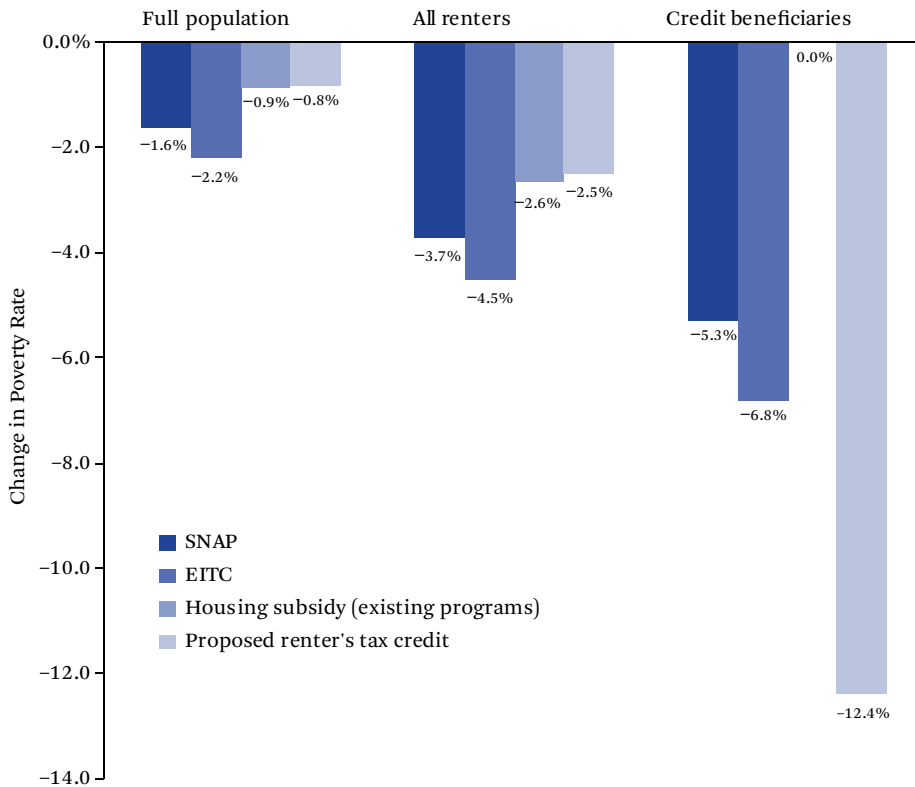 Full population
All renters
Credit beneficiaries
0.0%
−2.0
−4.0
−6.0
−8.0
−10.0
−12.0
−14.0
Change in Poverty Rate
−1.6%
−2.2%
−0.9%
−0.8%
−3.7%
−4.5%
−2.6%
−2.5%
−5.3%
−6.8%
0.0%
−12.4%
SNAP
EITC
Housing subsidy (existing programs)
Proposed renter's tax credit